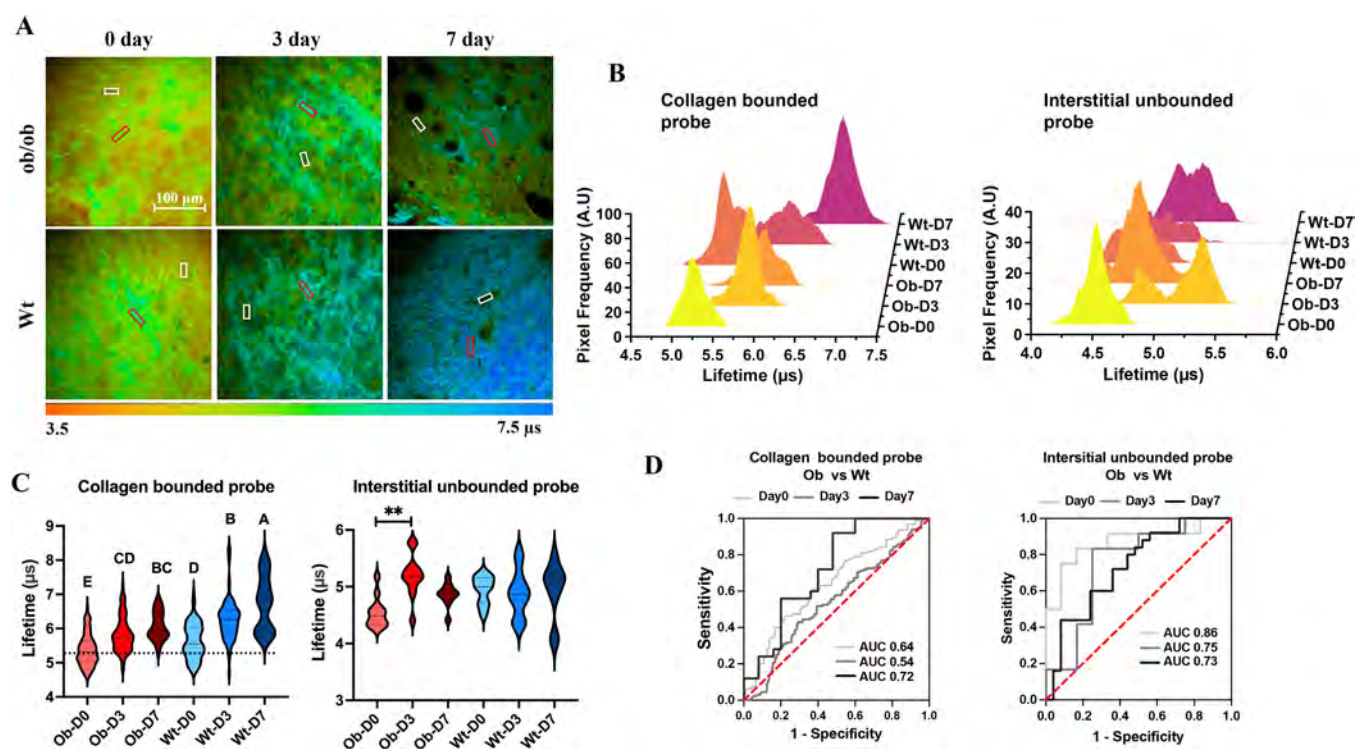 A
0 day
3 day
7 day
ob/ob
100 µm
Wt
3.5
7.5 µs
B
Collagen bounded
probe
Pixel Frequency (A.U
100
80
60
40
20
0
4.5
5.0
5.5
6.0
6.5
7.0
7.5
Lifetime (µs)
Wt-D7
Wt-D3
Wt-D0
Ob-D7
Ob-D3
Ob-D0
Interstitial unbounded
probe
Pixel Frequency (A.U
40
30
20
10
0
4.0
4.5
5.0
5.5
6.0
Lifetime (µs)
Wt-D7
Wt-D3
Wt-D0
Ob-D7
Ob-D3
Ob-D0
C
Collagen bounded probe
Lifetime (µs)
9
8
7
6
5
4
E
CD
BC
D
B
A
Ob-D0
Ob-D3
Ob-D7
Wt-D0
Wt-D3
Wt-D7
Interstitial unbounded probe
Lifetime (µs)
6
5
4
3
**
Ob-D0
Ob-D3
Ob-D7
Wt-D0
Wt-D3
Wt-D7
D
Collagen bounded probe
Ob vs Wt
Day0 Day3 Day7
Sensitivity
1.0
0.8
0.6
0.4
0.2
0.0
AUC 0.64
AUC 0.54
AUC 0.72
0.0 0.2 0.4 0.6 0.8 1.0
1 - Specificity
Intersitial unbounded probe
Ob vs Wt
Day0 Day3 Day7
Sensitivity
1.0
0.8
0.6
0.4
0.2
0.0
AUC 0.86
AUC 0.75
AUC 0.73
0.0 0.2 0.4 0.6 0.8 1.0
1 - Specificity